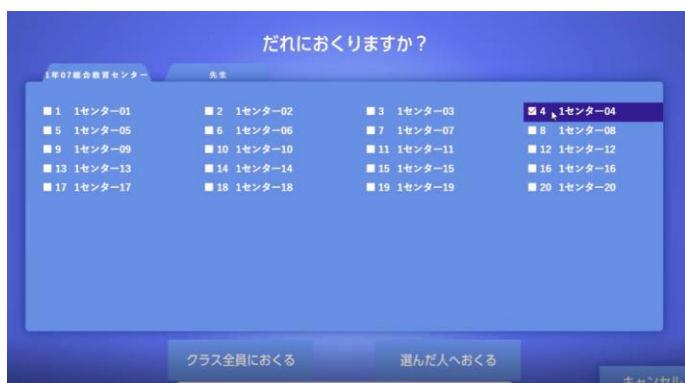 だれにおくりますか？
1年07組合教育センター 先生
1 1センター01 2 1センター02 3 1センター03 4 1センター04
5 1センター05 6 1センター06 7 1センター07 8 1センター08
9 1センター09 10 1センター10 11 1センター11 12 1センター12
13 1センター13 14 1センター14 15 1センター15 16 1センター16
17 1センター17 18 1センター18 19 1センター19 20 1センター20
クラス全員におくる 選んだ人へおくる
キャンセル